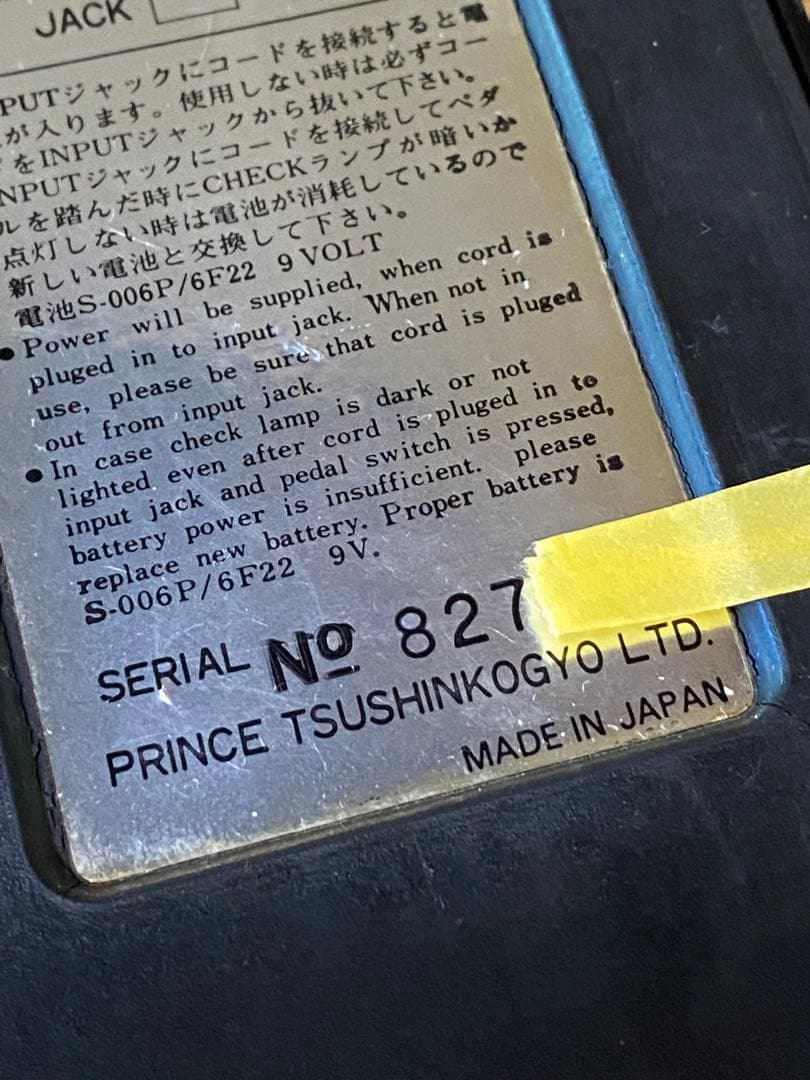 JACK
PUTジャックにコードを接続すると電
が入ります。使用しない時は必ずコー
ドをINPUTジャックから抜いて下さい。
NPUTジャックにコードを接続してペダ
ルを踏んだ時にCHECKランプが暗いか
点灯しない時は電池が消耗しているので
新しい電池と交換して下さい。
電池S-006P/6F22 9VOLT
●Power will be supplied, when cord is
pluged in to input jack. When not in
use, please be sure that cord is pluged
out from input jack.
●In case check lamp is dark or not
lighted even after cord is pluged in to
input jack and pedal switch is pressed,
battery power is insufficient. please
replace new battery. Proper battery is
S-006P/6F22 9V.
SERIAL No 827
PRINCE TSUSHINKOGYO LTD.
MADE IN JAPAN